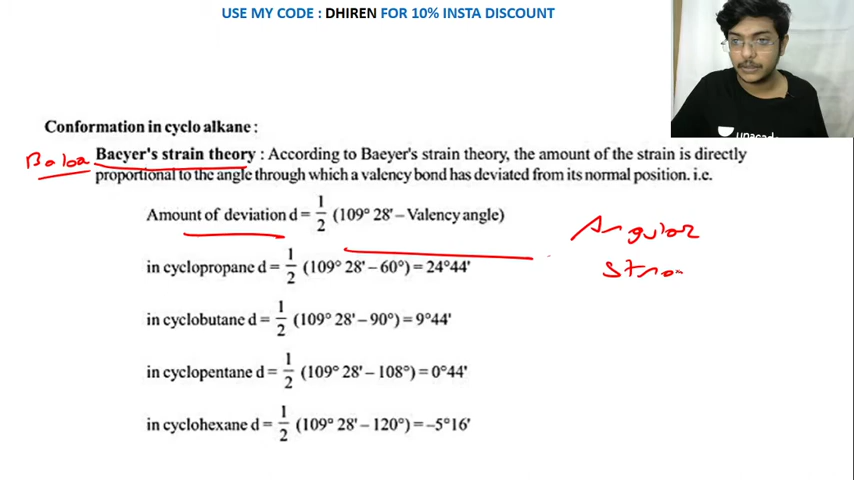 USE MY CODE : DHIREN FOR 10% INSTA DISCOUNT
Conformation in cyclo alkane :
Baeyer's strain theory : According to Baeyer's strain theory, the amount of the strain is directly
proportional to the angle through which a valency bond has deviated from its normal position. i.e.
Amount of deviation d = 1/2 (109° 28' – Valency angle)
Angular
in cyclopropane d = 1/2 (109° 28' – 60°) = 24°44'
in cyclobutane d = 1/2 (109° 28' – 90°) = 9°44'
in cyclopentane d = 1/2 (109° 28' – 108°) = 0°44'
in cyclohexane d = 1/2 (109° 28' – 120°) = –5°16'